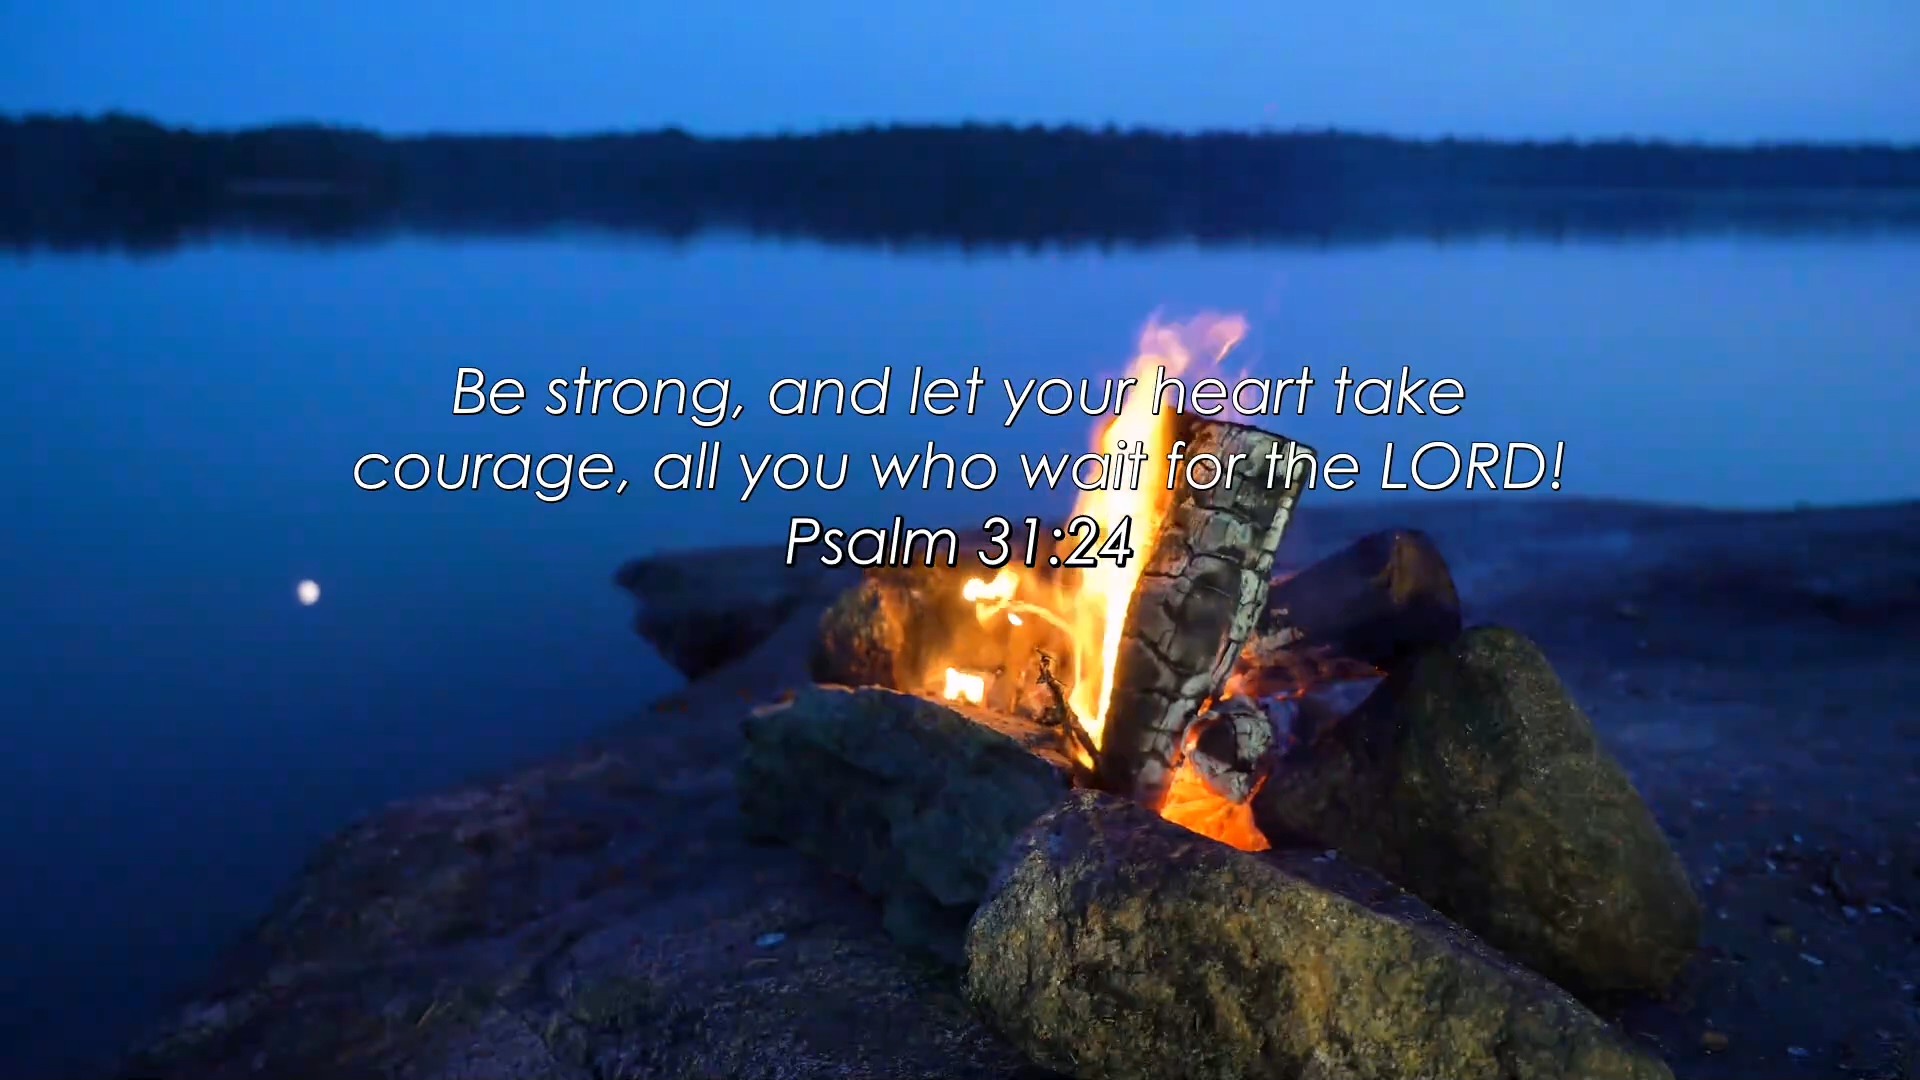 Be strong, and let your heart take
courage, all you who wait for the LORD!
Psalm 31:24